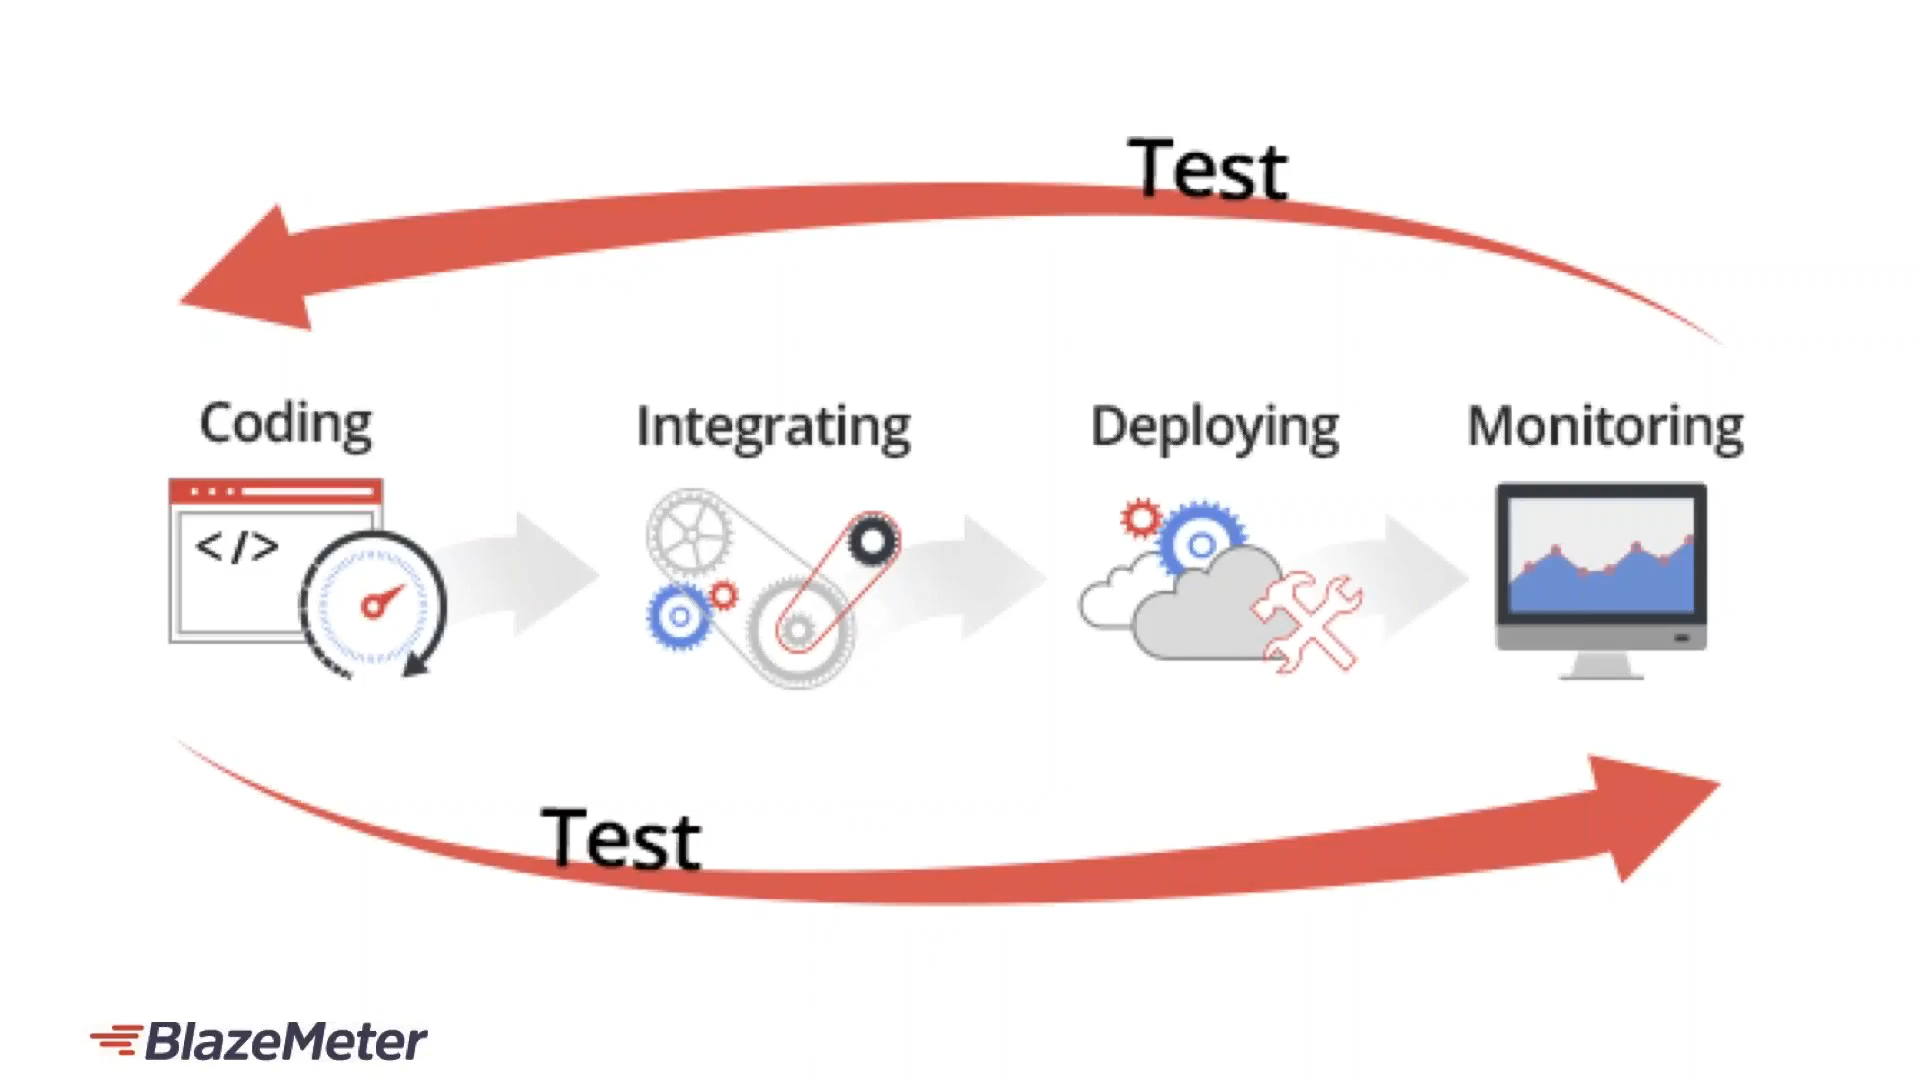 Test
Coding
Integrating
Deploying
Monitoring
</>
Test
BlazeMeter